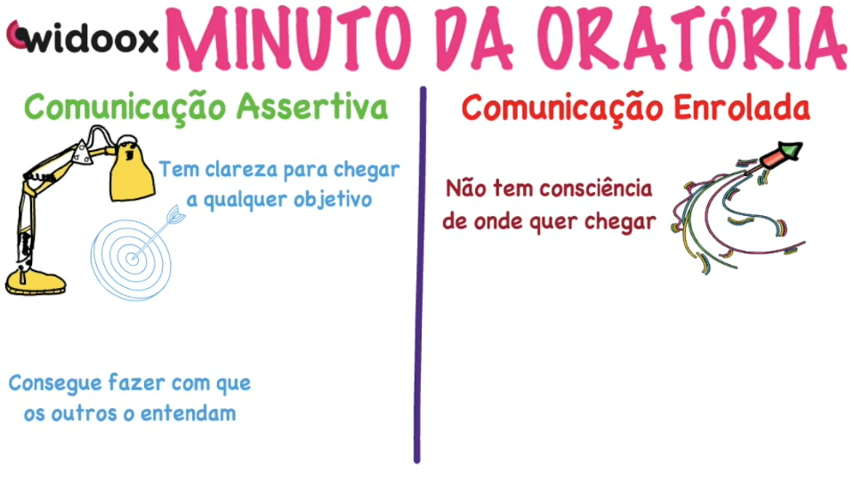 widoox
MINUTO DA ORATÓRIA
Comunicação Assertiva
Tem clareza para chegar
a qualquer objetivo
Consegue fazer com que
os outros o entendam
Comunicação Enrolada
Não tem consciência
de onde quer chegar